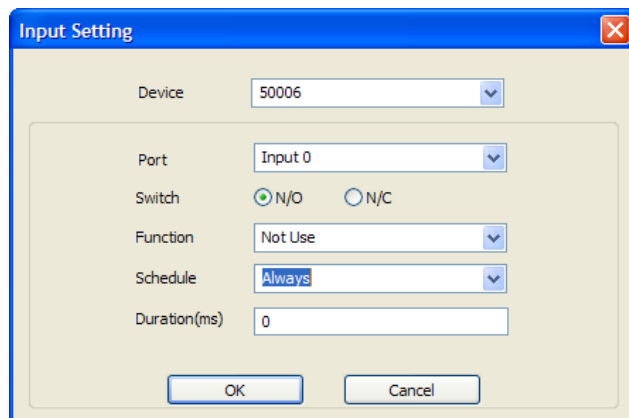 Input Setting
Device 50006
Port Input 0
Switch N/O N/C
Function Not Use
Schedule Always
Duration(ms) 0
OK Cancel